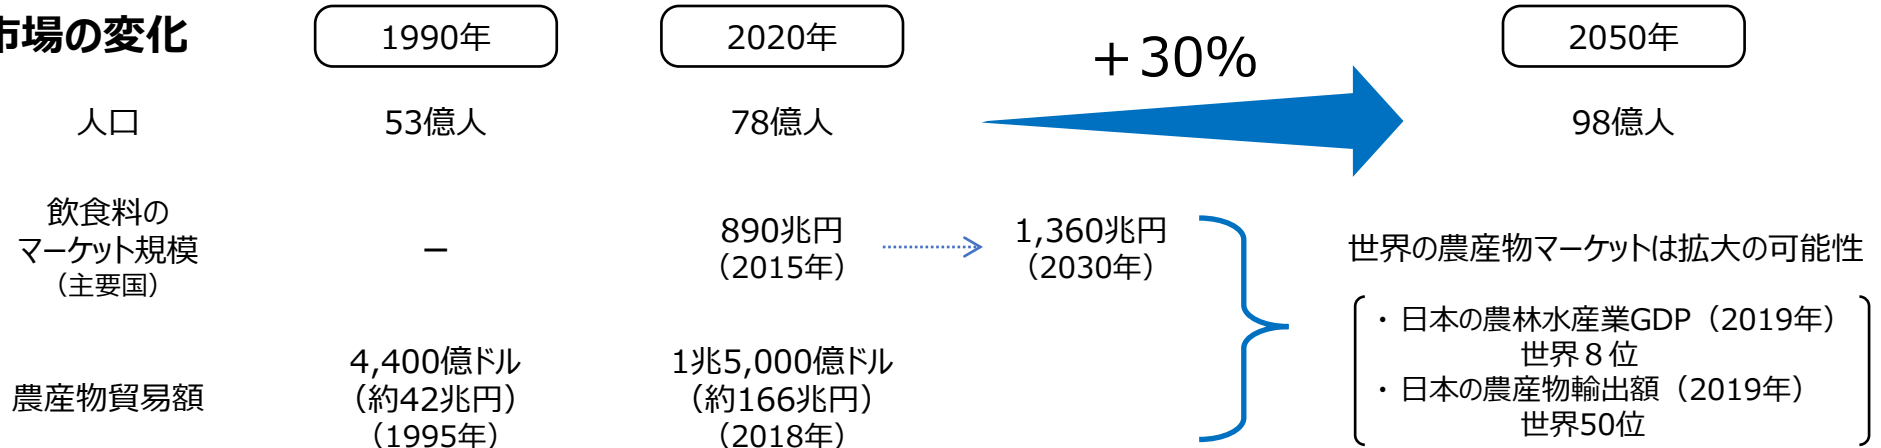 市場の変化
1990年
2020年
+30%
2050年
人口
53億人
78億人
98億人
飲食料の
マーケット規模
（主要国）
－
890兆円
（2015年）
1,360兆円
（2030年）
世界の農産物マーケットは拡大の可能性
農産物貿易額
4,400億ドル
（約42兆円）
（1995年）
1兆5,000億ドル
（約166兆円）
（2018年）
・日本の農林水産業GDP（2019年）
世界８位
・日本の農産物輸出額（2019年）
世界50位